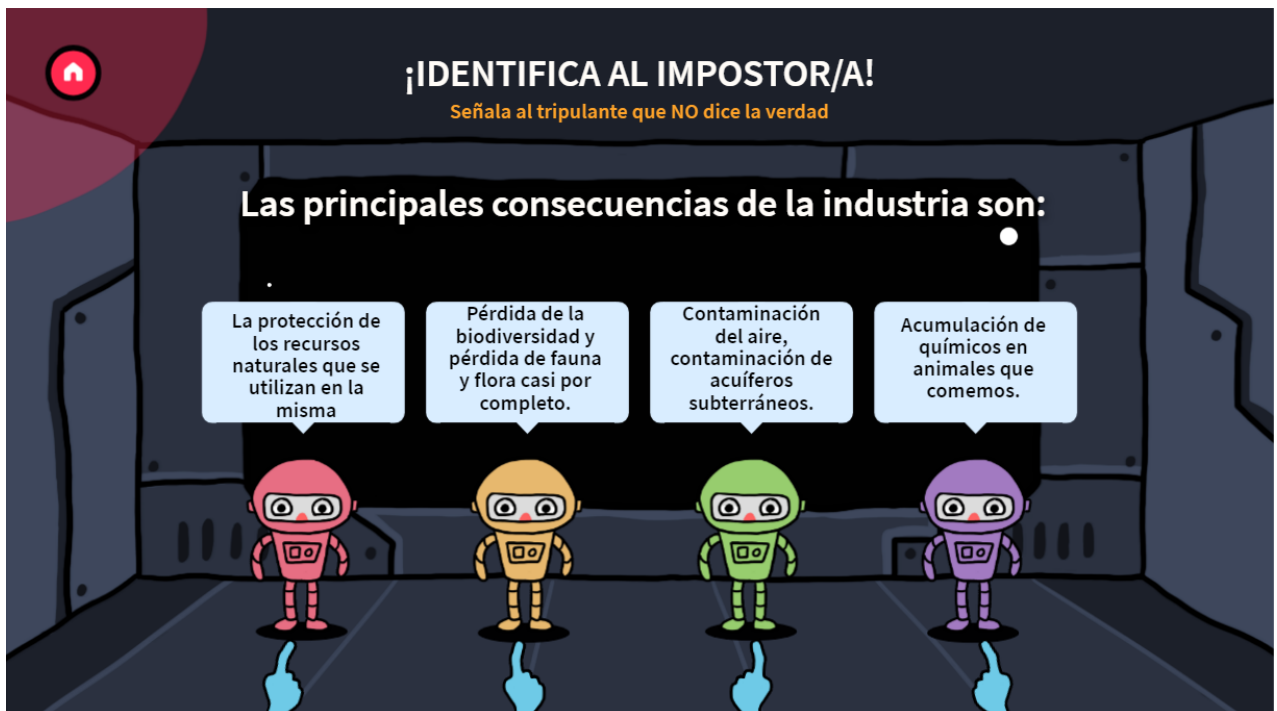 ¡IDENTIFICA AL IMPOSTOR/A!
Señala al tripulante que NO dice la verdad
Las principales consecuencias de la industria son:
La protección de
los recursos
naturales que se
utilizan en la
misma
Pérdida de la
biodiversidad y
pérdida de fauna
y flora casi por
completo.
Contaminación
del aire,
contaminación de
acuíferos
subterráneos.
Acumulación de
químicos en
animales que
comemos.